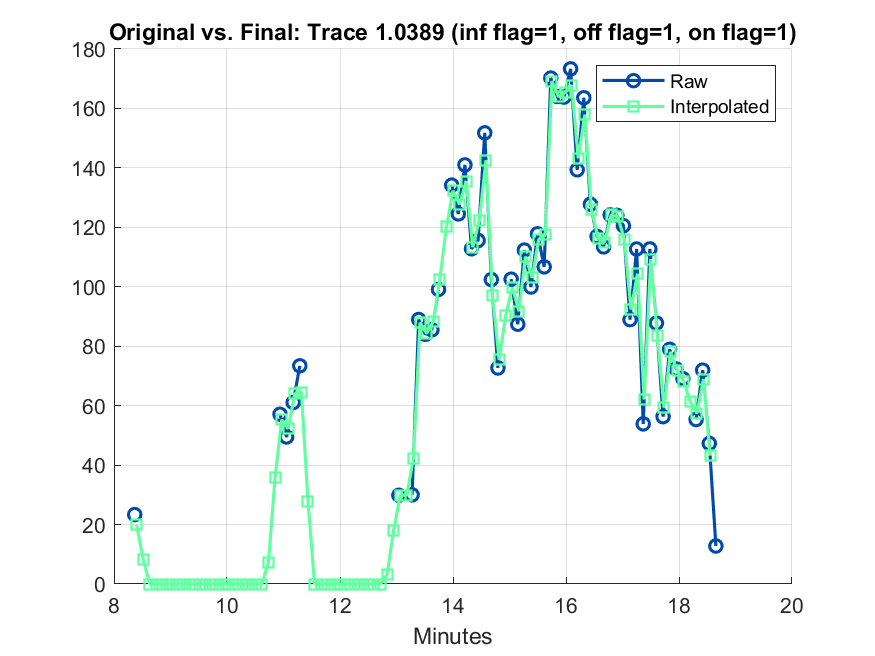 Original vs. Final: Trace 1.0389 (inf flag=1, off flag=1, on flag=1)
180
160
140
120
100
80
60
40
20
0
Raw
Interpolated
8 10 12 14 16 18 20
Minutes